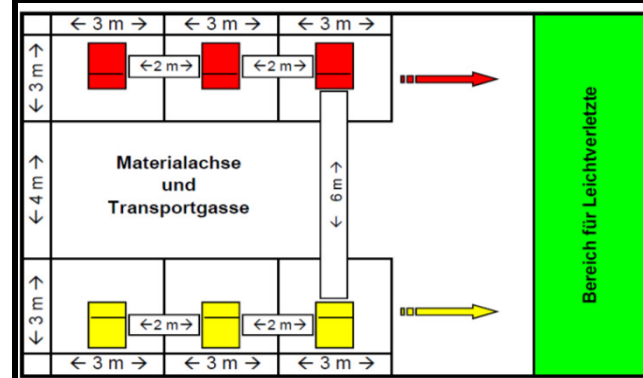 ← 3 m → ← 3 m → ← 3 m →
← 3 m →
←2 m→ ←2 m→
Materialachse
und
Transportgasse
← 4 m →
← 6 m →
Bereich für Leichtverletzte
← 3 m →
←2 m→ ←2 m→
← 3 m → ← 3 m → ← 3 m →